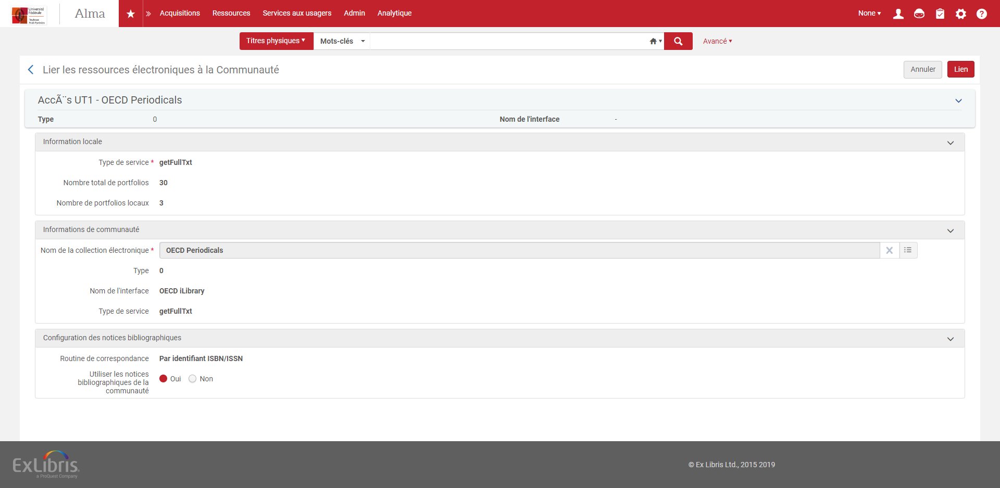 Université
Fédérale
Toulouse
Midi-Pyrénées
Alma
Acquisitions Ressources Services aux usagers Admin Analytique
None
Titres physiques Mots-clés Avancé
Lier les ressources électroniques à la Communauté
Annuler Lien
AccÃ¨s UT1 - OECD Periodicals
Type 0 Nom de l'interface -
Information locale
Type de service * getFullTxt
Nombre total de portfolios 30
Nombre de portfolios locaux 3
Informations de communauté
Nom de la collection électronique * OECD Periodicals
Type 0
Nom de l'interface OECD iLibrary
Type de service getFullTxt
Configuration des notices bibliographiques
Routine de correspondance Par identifiant ISBN/ISSN
Utiliser les notices
bibliographiques de la
communauté
Oui Non
ExLibris
a ProQuest Company
© Ex Libris Ltd., 2015 2019